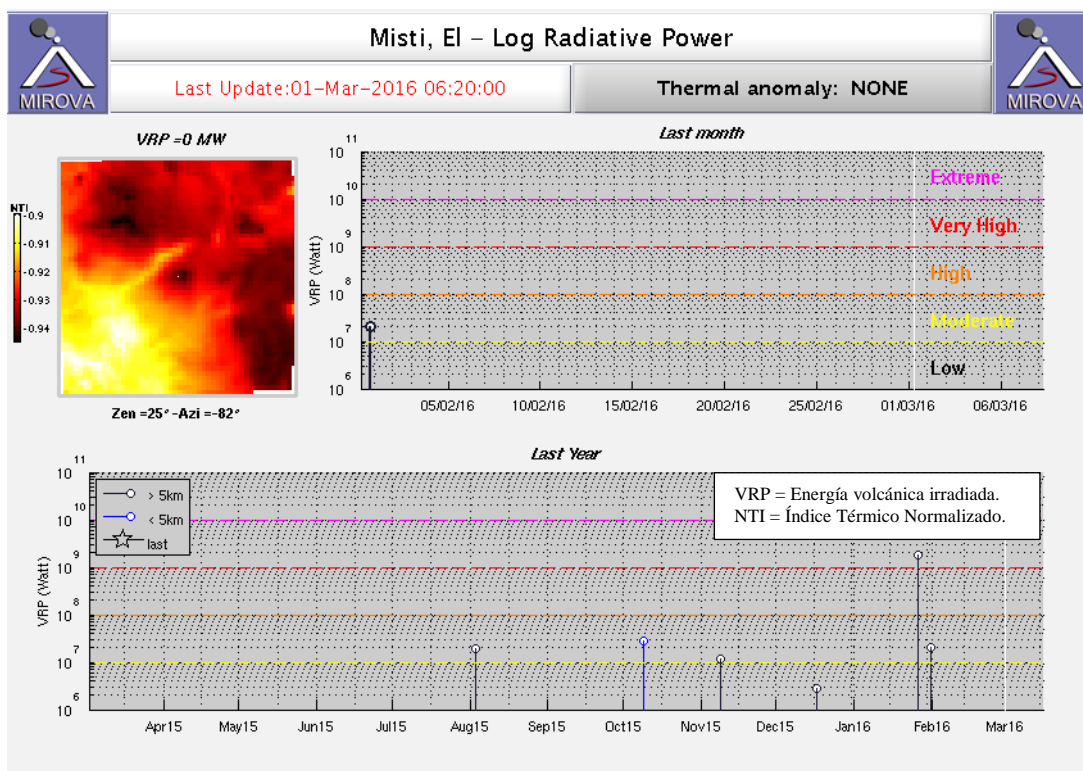 MIROVA
Misti, El – Log Radiative Power
Last Update:01–Mar–2016 06:20:00
Thermal anomaly: NONE
MIROVA
VRP =0 MW
NTI
-0.9
-0.91
-0.92
-0.93
-0.94
Zen =25° -Azi =-82°
Last month
VRP (Watt)
10 11
10 10
10 9
10 8
10 7
10 6
Extreme
Very High
High
Moderate
Low
05/02/16 10/02/16 15/02/16 20/02/16 25/02/16 01/03/16 06/03/16
Last Year
VRP (Watt)
10 11
10 10
10 9
10 8
10 7
10 6
> 5km
< 5km
last
VRP = Energía volcánica irradiada.
NTI = Índice Térmico Normalizado.
Apr15 May15 Jun15 Jul15 Aug15 Sep15 Oct15 Nov15 Dec15 Jan16 Feb16 Mar16